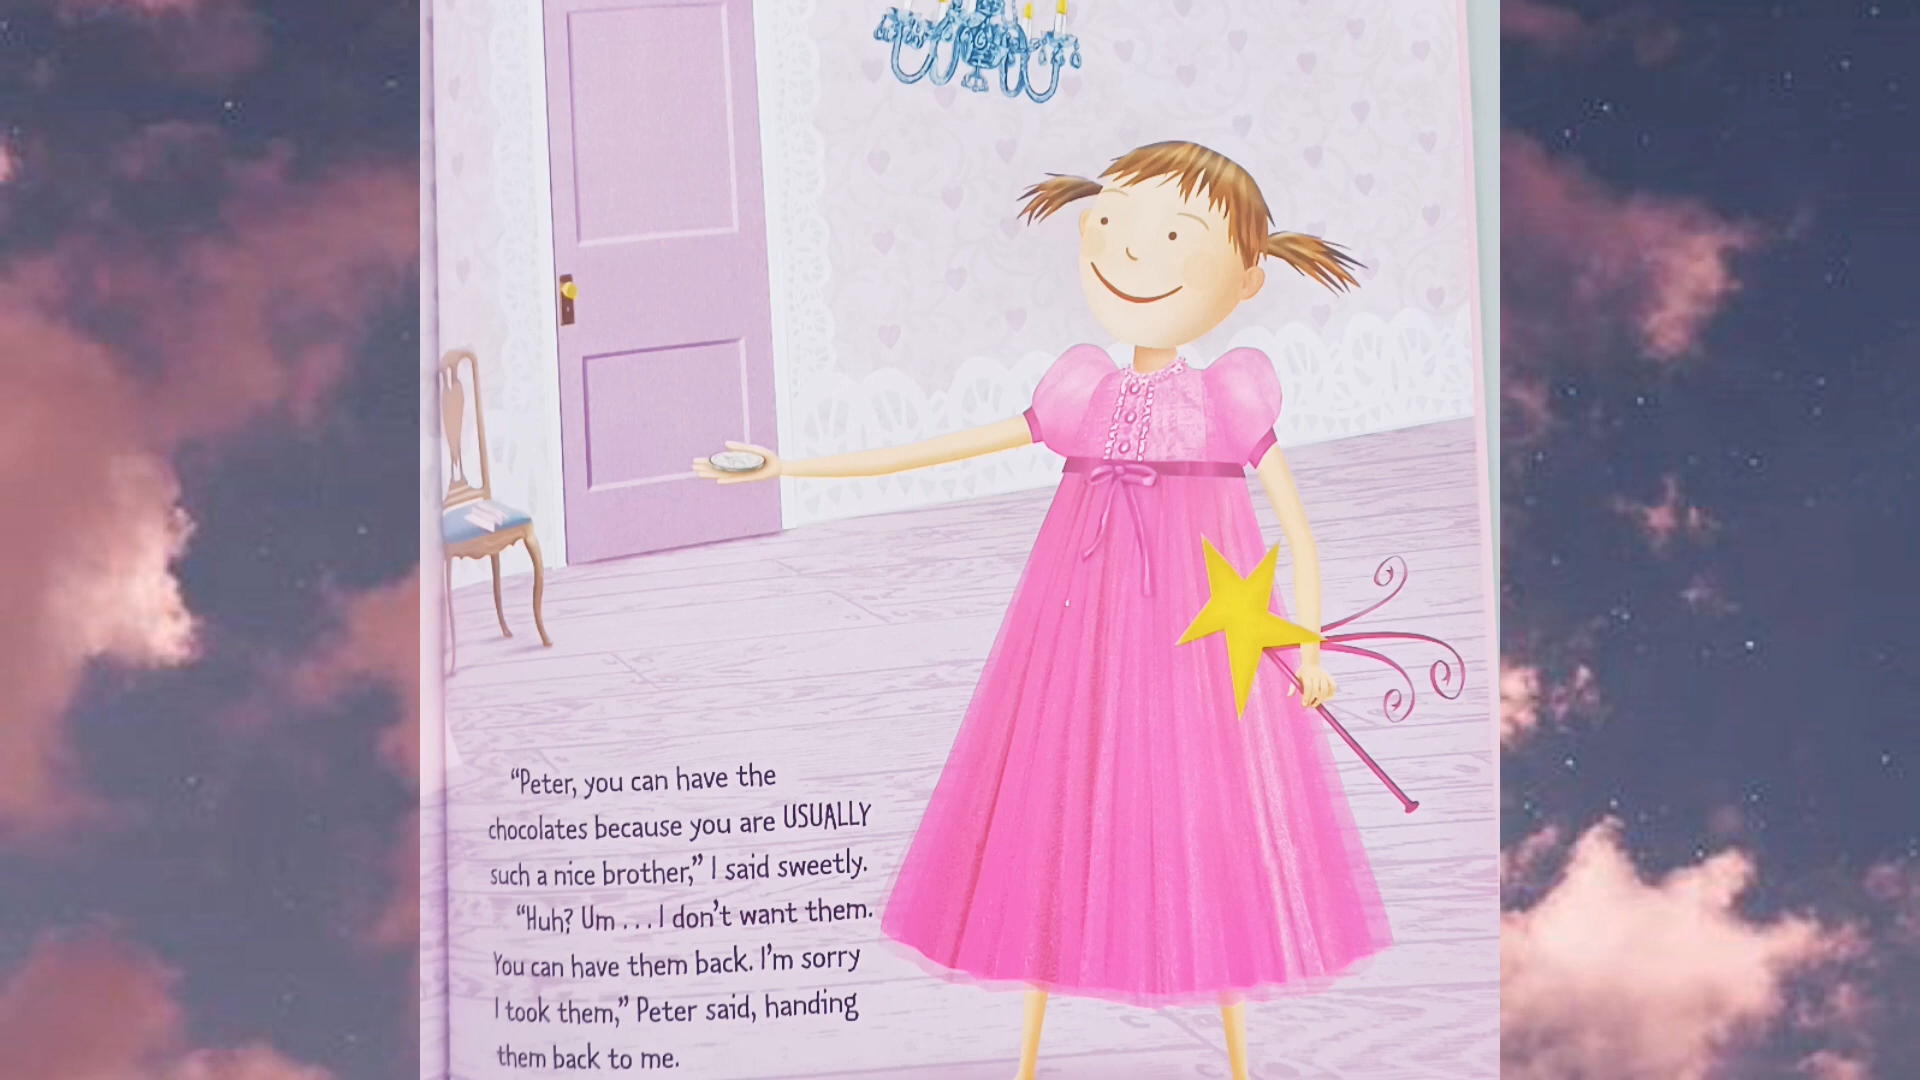 “Peter, you can have the
chocolates because you are USUALLY
such a nice brother,” I said sweetly.
“Huh? Um . . . I don’t want them.
You can have them back. I’m sorry
I took them,” Peter said, handing
them back to me.